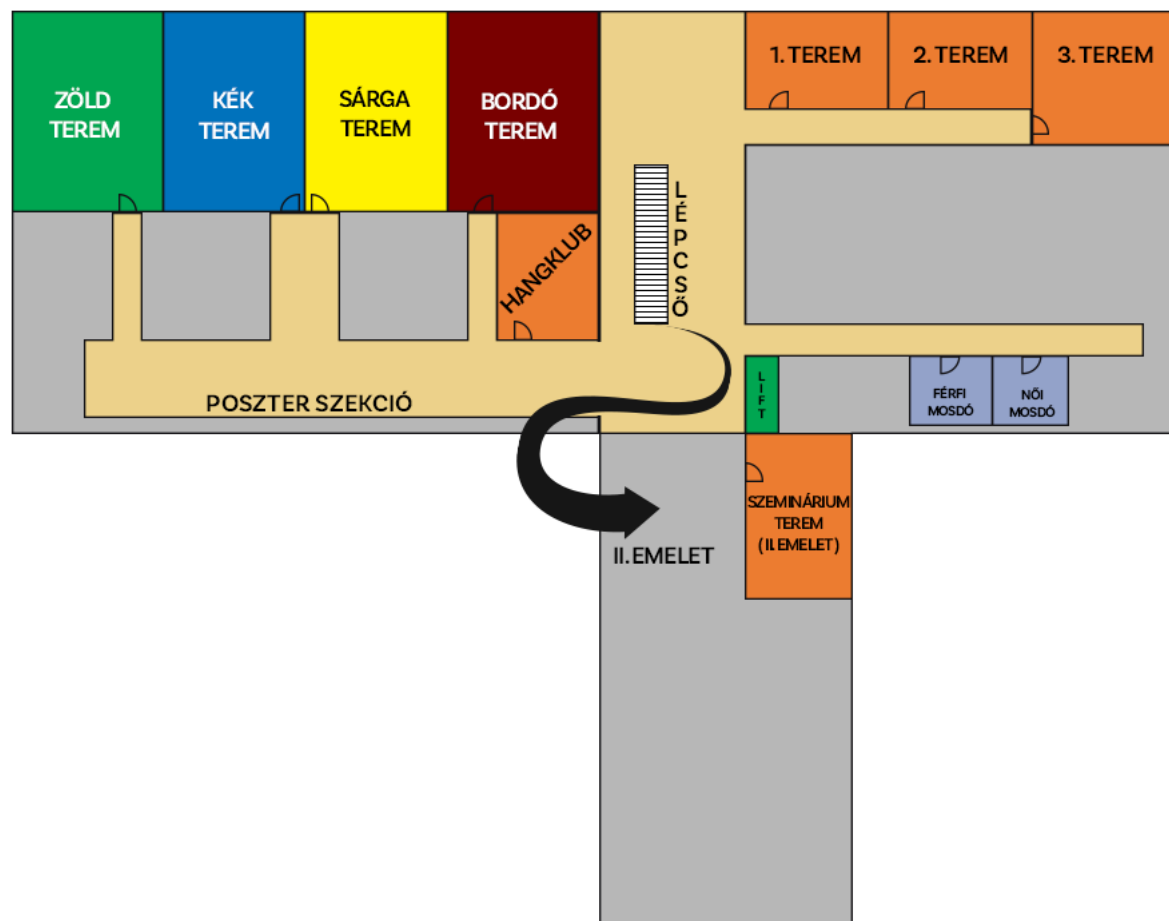 ZÖLD
TEREM
KÉK
TEREM
SÁRGA
TEREM
BORDÓ
TEREM
1. TEREM
2. TEREM
3. TEREM
HANGKLUB
LÉPCSŐ
POSZTER SZEKCIÓ
LIFT
FÉRFI
MOSDÓ
NŐI
MOSDÓ
SZEMINÁRIUM
TEREM
(II. EMELET)
II. EMELET